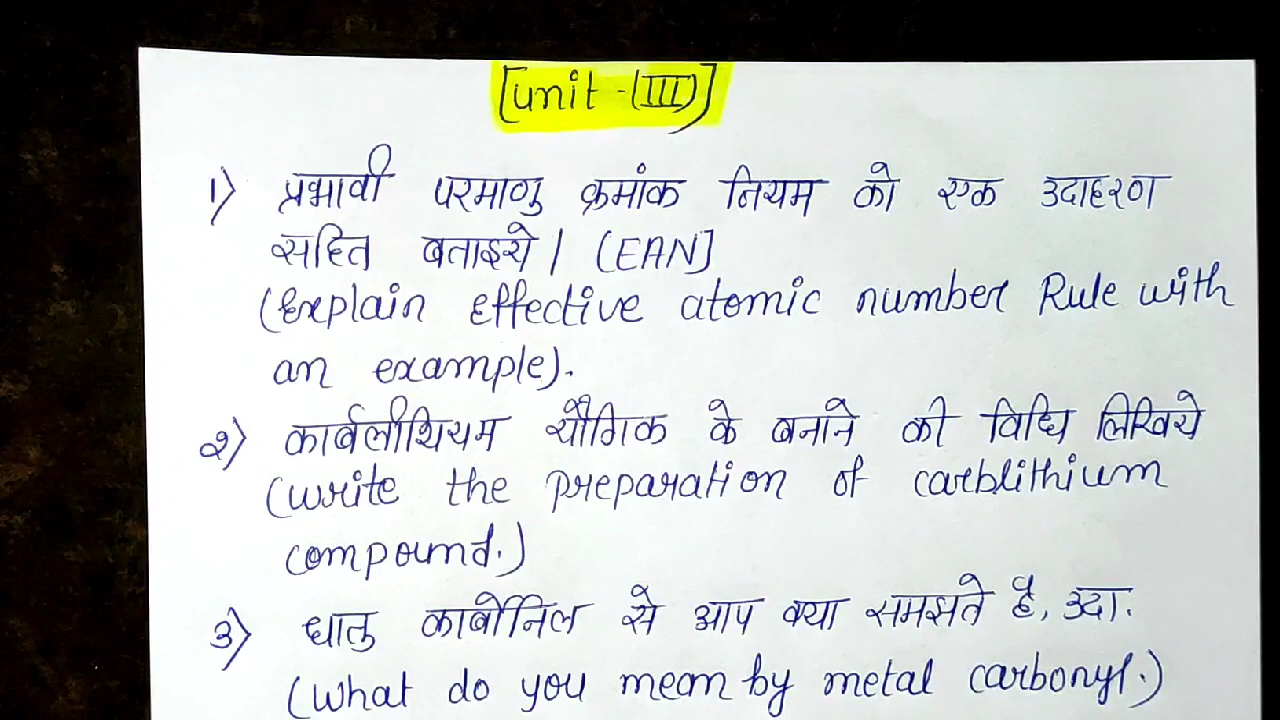 [unit -(III)]
1) प्रभावी परमाणु क्रमांक नियम को एक उदाहरण
सहित बताइये। (EAN]
(Explain effective atomic number Rule with
an example).
२) कार्बलीथियम यौगिक के बनाने की विधि लिखिये
(write the preparation of carblithium
compound.)
3) धातु कार्बोनिल से आप क्या समझते है, उदा.
(What do you mean by metal carbonyl.)